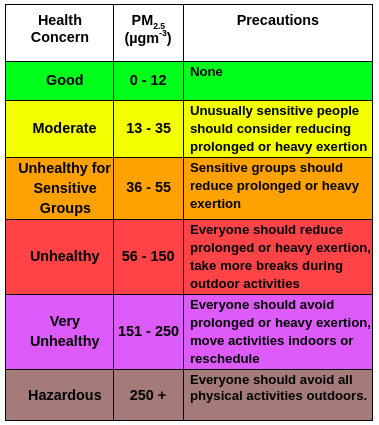 Health Concern
PM2.5 (µgm-3)
Precautions
Good
0 - 12
None
Moderate
13 - 35
Unusually sensitive people
should consider reducing
prolonged or heavy exertion
Unhealthy for
Sensitive
Groups
36 - 55
Sensitive groups should
reduce prolonged or heavy
exertion
Unhealthy
56 - 150
Everyone should reduce
prolonged or heavy exertion,
take more breaks during
outdoor activities
Very
Unhealthy
151 - 250
Everyone should avoid
prolonged or heavy exertion,
move activities indoors or
reschedule
Hazardous
250 +
Everyone should avoid all
physical activities outdoors.